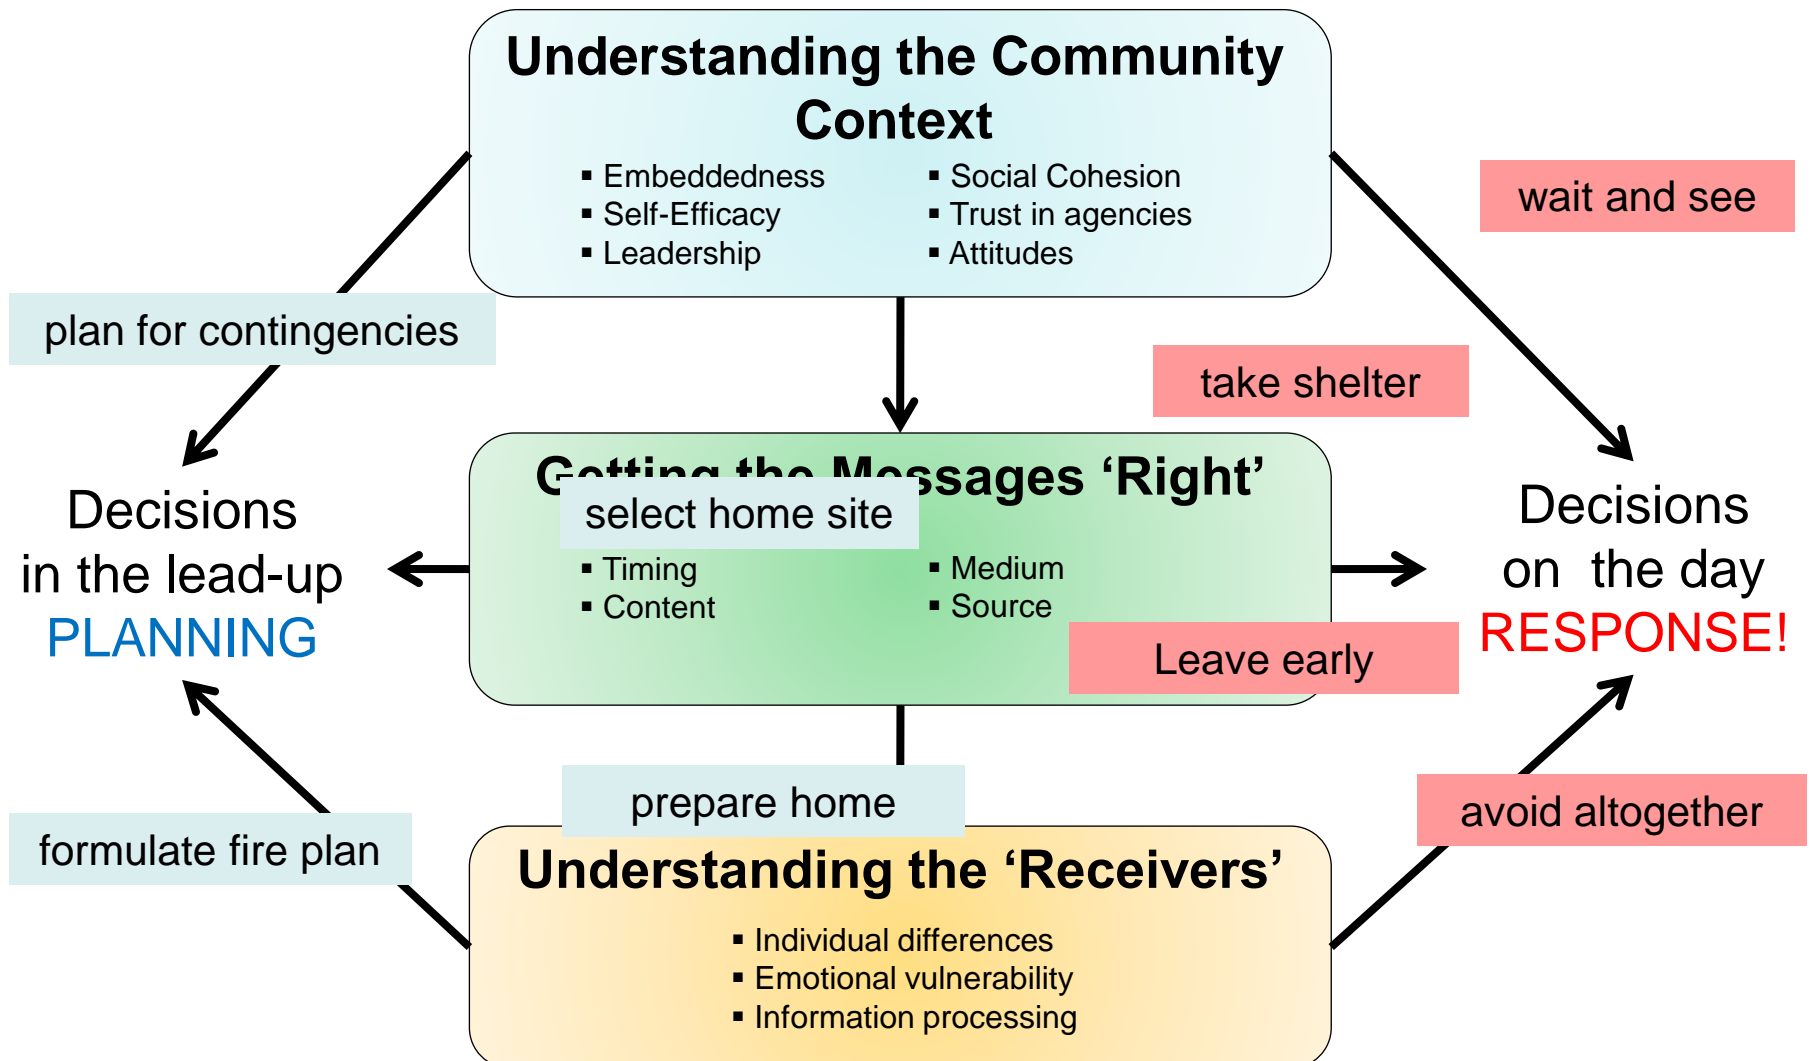 Understanding the Community
Context
▪ Embeddedness
▪ Self-Efficacy
▪ Leadership
▪ Social Cohesion
▪ Trust in agencies
▪ Attitudes
wait and see
plan for contingencies
take shelter
Getting the Messages ‘Right’
select home site
▪ Timing
▪ Content
▪ Medium
▪ Source
Decisions
in the lead-up
PLANNING
Decisions
on the day
RESPONSE!
Leave early
prepare home
avoid altogether
formulate fire plan
Understanding the ‘Receivers’
▪ Individual differences
▪ Emotional vulnerability
▪ Information processing